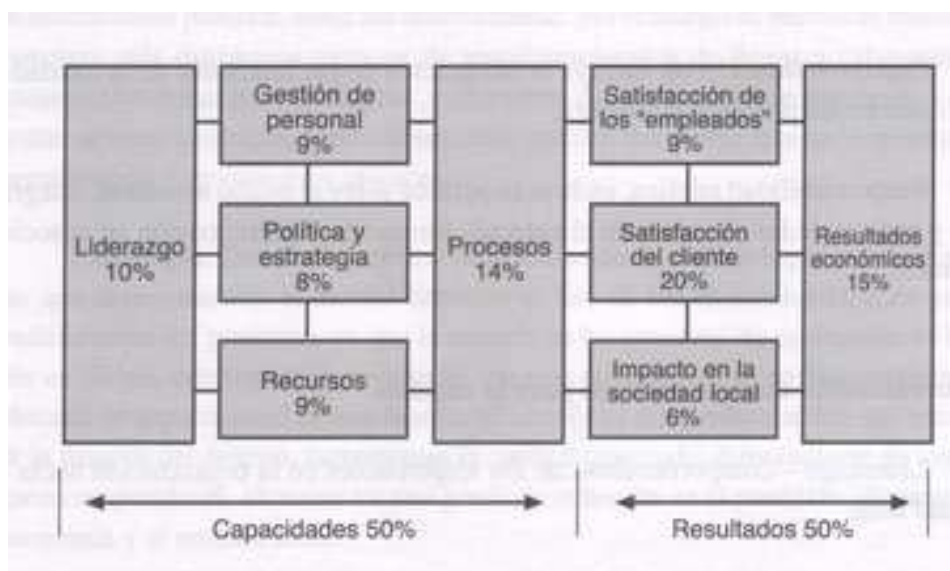 Gestión de
personal
9%
Satisfacción de
los "empleados"
9%
Liderazgo
10%
Política y
estrategia
8%
Procesos
14%
Satisfacción
del cliente
20%
Resultados
económicos
15%
Recursos
9%
Impacto en la
sociedad local
6%
Capacidades 50%
Resultados 50%